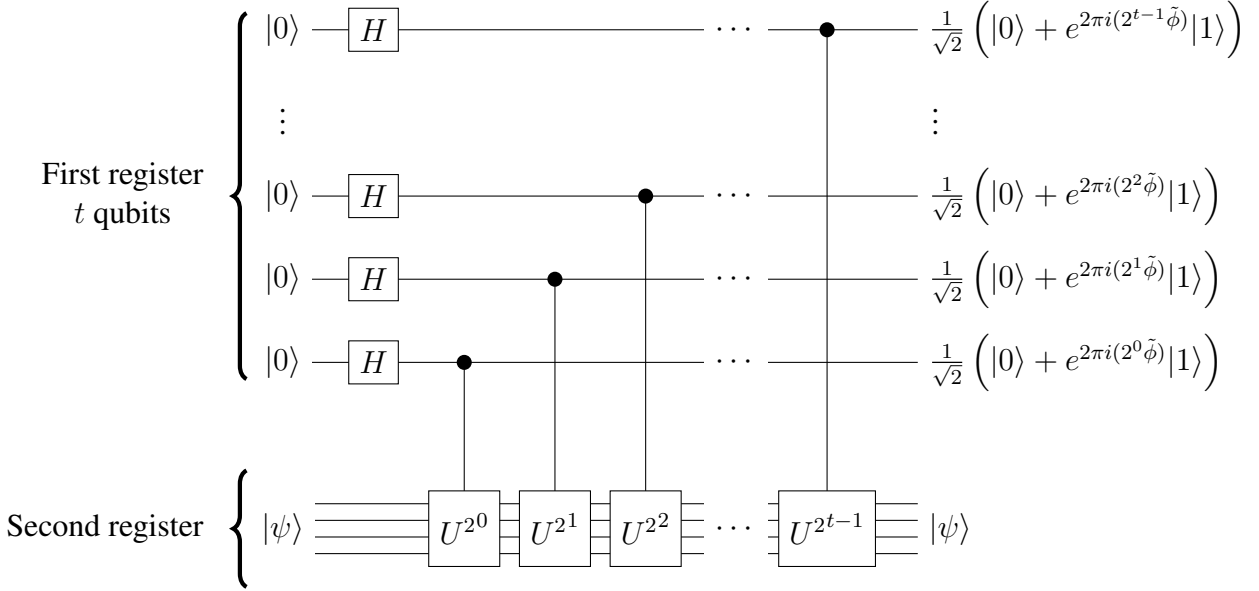 |0⟩ H ··· 1/√2 (|0⟩ + e^{2πi(2^{t−1}ϕ̃)}|1⟩)
⋮ ⋮
First register
t qubits
|0⟩ H ··· 1/√2 (|0⟩ + e^{2πi(2^2ϕ̃)}|1⟩)
|0⟩ H ··· 1/√2 (|0⟩ + e^{2πi(2^1ϕ̃)}|1⟩)
|0⟩ H ··· 1/√2 (|0⟩ + e^{2πi(2^0ϕ̃)}|1⟩)
Second register |ψ⟩ U^{2^0} U^{2^1} U^{2^2} ··· U^{2^{t−1}} |ψ⟩